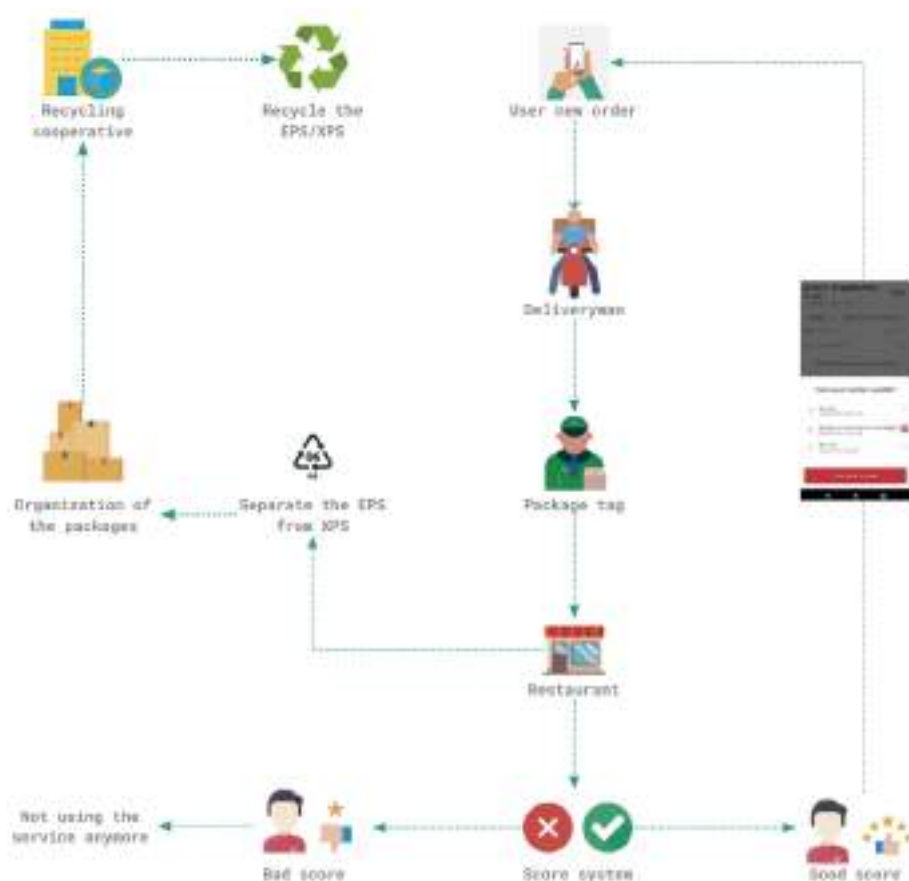 Recycling
cooperative
Recycle the
EPS/XPS
User new order
Deliveryman
Package tag
Organization of
the packages
Separate the EPS
from XPS
Restaurant
Not using the
service anymore
Bad score
Score system
Good score